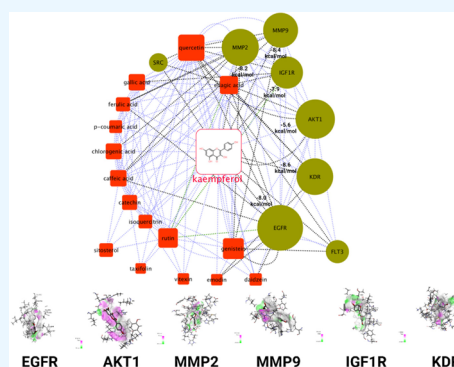 MMP9
quercetin
MMP2
-8.4
kcal/mol
SRC
-8.2
kcal/mol
IGF1R
gallic acid
-7.9
kcal/mol
ferulic acid
AKT1
p-coumaric acid
-5.6
kcal/mol
chlorogenic acid
-8.6
kcal/mol
KDR
caffeic acid
kaempferol
catechin
-8.0
kcal/mol
isoquercitrin
EGFR
rutin
sitosterol
genistein
FLT3
taxifolin
vitexin
emodin
daidzein
EGFR AKT1 MMP2 MMP9 IGF1R KDR